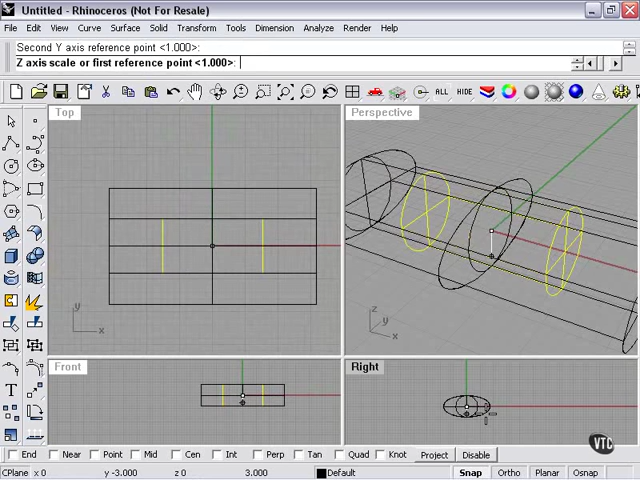 Untitled - Rhinoceros (Not For Resale)
File Edit View Curve Surface Solid Transform Tools Dimension Analyze Render Help
Second Y axis reference point <1.000>:
Z axis scale or first reference point <1.000>:
ALL HIDE
Top
Perspective
y
x
z
y
x
Front
Right
T
VTC
End Near Point Mid Cen Int Perp Tan Quad Knot Project Disable
CPlane x 0 y -3.000 z 0 3.000 Default Snap Ortho Planar Osnap